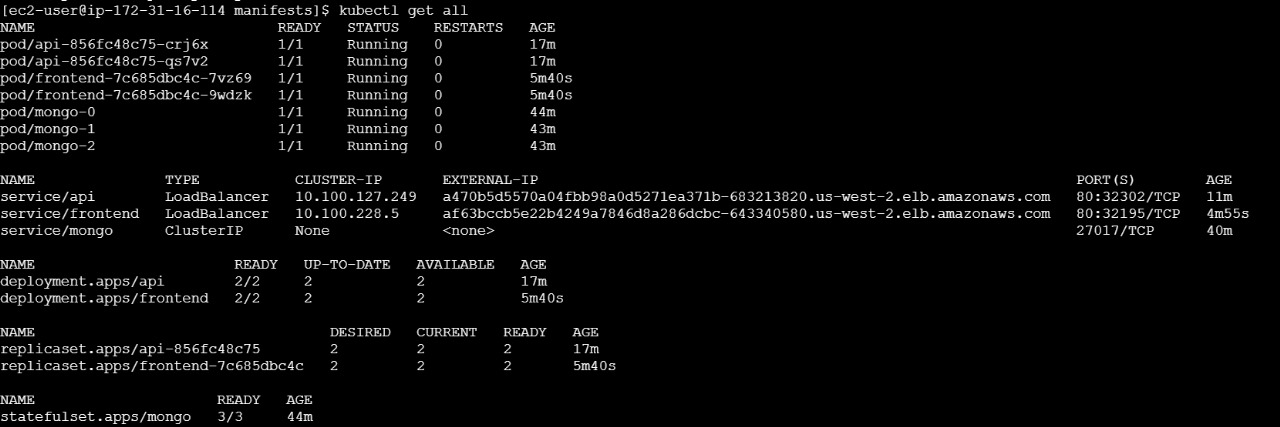 [ec2-user@ip-172-31-16-114 manifests]$ kubectl get all
NAME READY STATUS RESTARTS AGE
pod/api-856fc48c75-crj6x 1/1 Running 0 17m
pod/api-856fc48c75-qs7v2 1/1 Running 0 17m
pod/frontend-7c685dbc4c-7vz69 1/1 Running 0 5m40s
pod/frontend-7c685dbc4c-9wdzk 1/1 Running 0 5m40s
pod/mongo-0 1/1 Running 0 44m
pod/mongo-1 1/1 Running 0 43m
pod/mongo-2 1/1 Running 0 43m
NAME TYPE CLUSTER-IP EXTERNAL-IP PORT(S) AGE
service/api LoadBalancer 10.100.127.249 a470b5d5570a04fbb98a0d5271ea371b-683213820.us-west-2.elb.amazonaws.com 80:32302/TCP 11m
service/frontend LoadBalancer 10.100.228.5 af63bccb5e22b4249a7846d8a286dcbc-643340580.us-west-2.elb.amazonaws.com 80:32195/TCP 4m55s
service/mongo ClusterIP None <none> 27017/TCP 40m
NAME READY UP-TO-DATE AVAILABLE AGE
deployment.apps/api 2/2 2 2 17m
deployment.apps/frontend 2/2 2 2 5m40s
NAME DESIRED CURRENT READY AGE
replicaset.apps/api-856fc48c75 2 2 2 17m
replicaset.apps/frontend-7c685dbc4c 2 2 2 5m40s
NAME READY AGE
statefulset.apps/mongo 3/3 44m